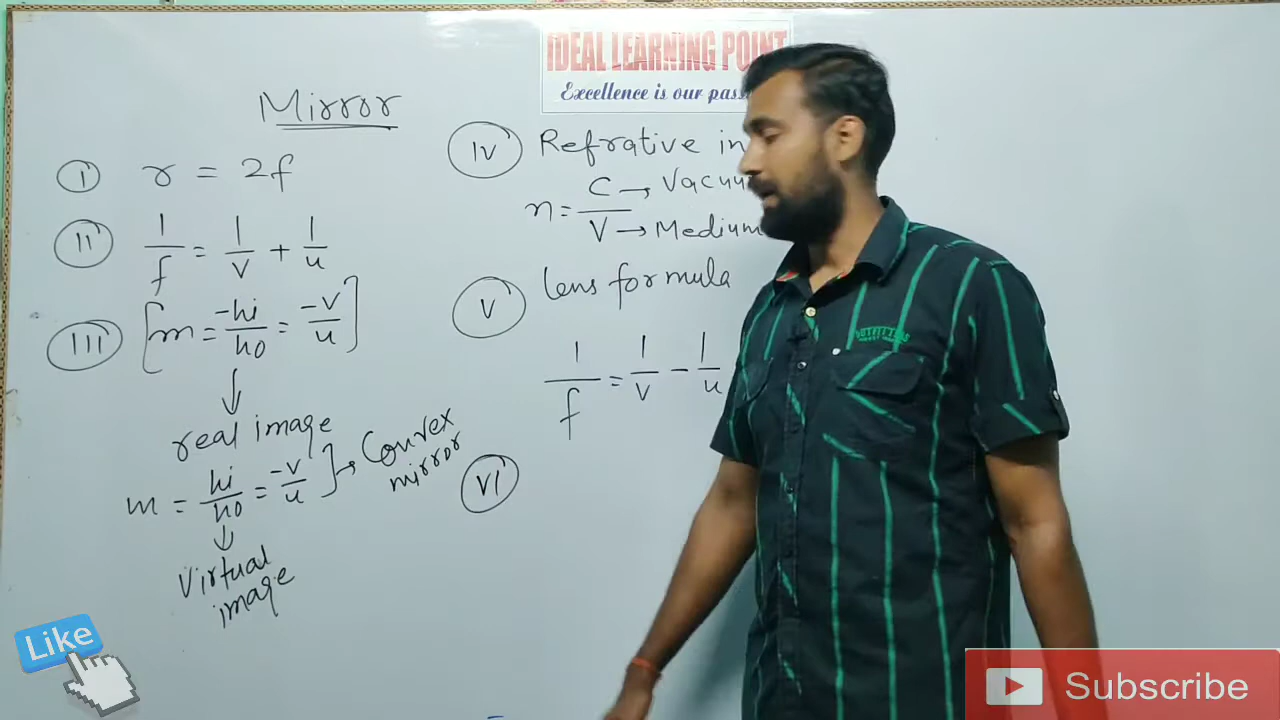 IDEAL LEARNING POINT
Excellence is our
Mirror
I r = 2f
II 1/f = 1/v + 1/u
III [m = -hi/ho = -v/u]
real image
m = hi/ho = -v/u ] → Convex mirror
Virtual image
IV Refrative in
n = C/V
C → Vacuu
V → Medium
V Lens formula
1/f = 1/v - 1/u
VI
OUTFITTERS
Like
Subscribe